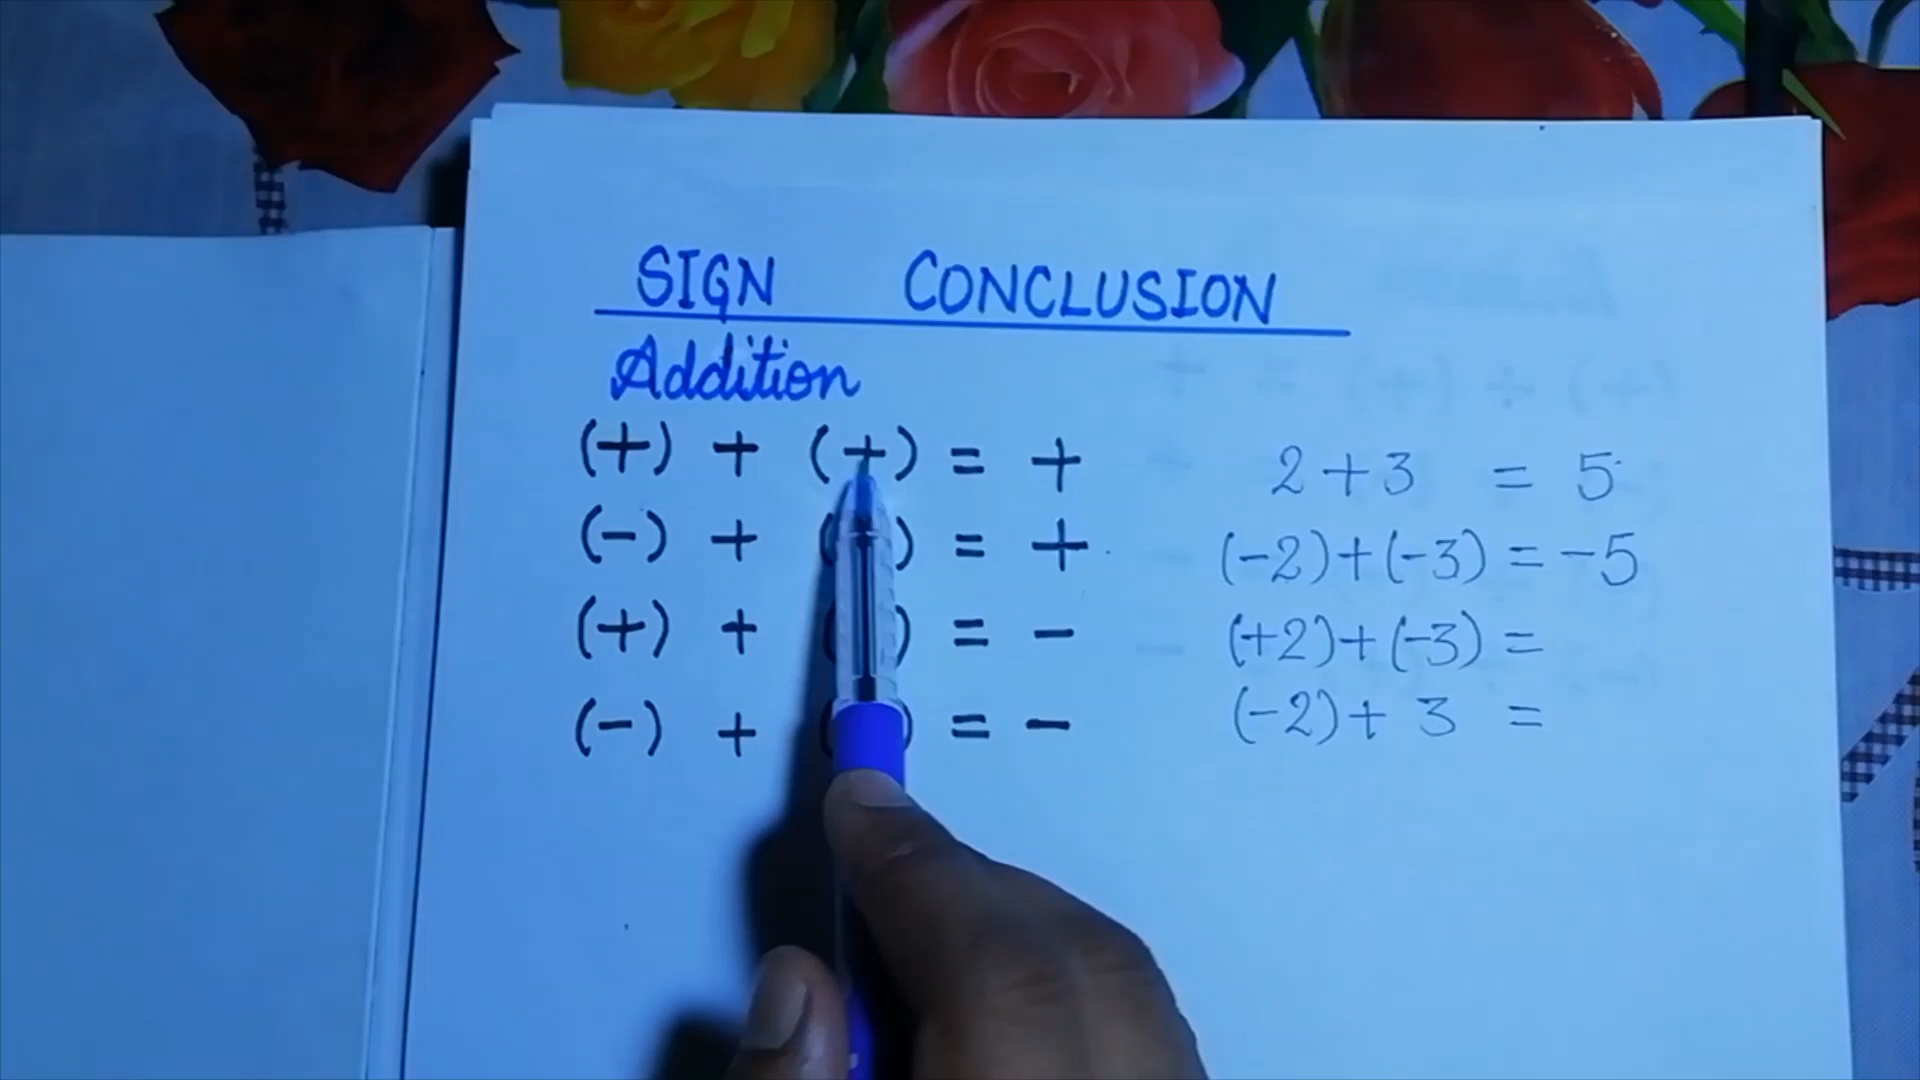 SIGN CONCLUSION
Addition
(+) + (+) = + 2+3 = 5
(-) + ( ) = + (-2)+(-3) = -5
(+) + ( ) = - (+2)+(-3) =
(-) + ( ) = - (-2)+ 3 =